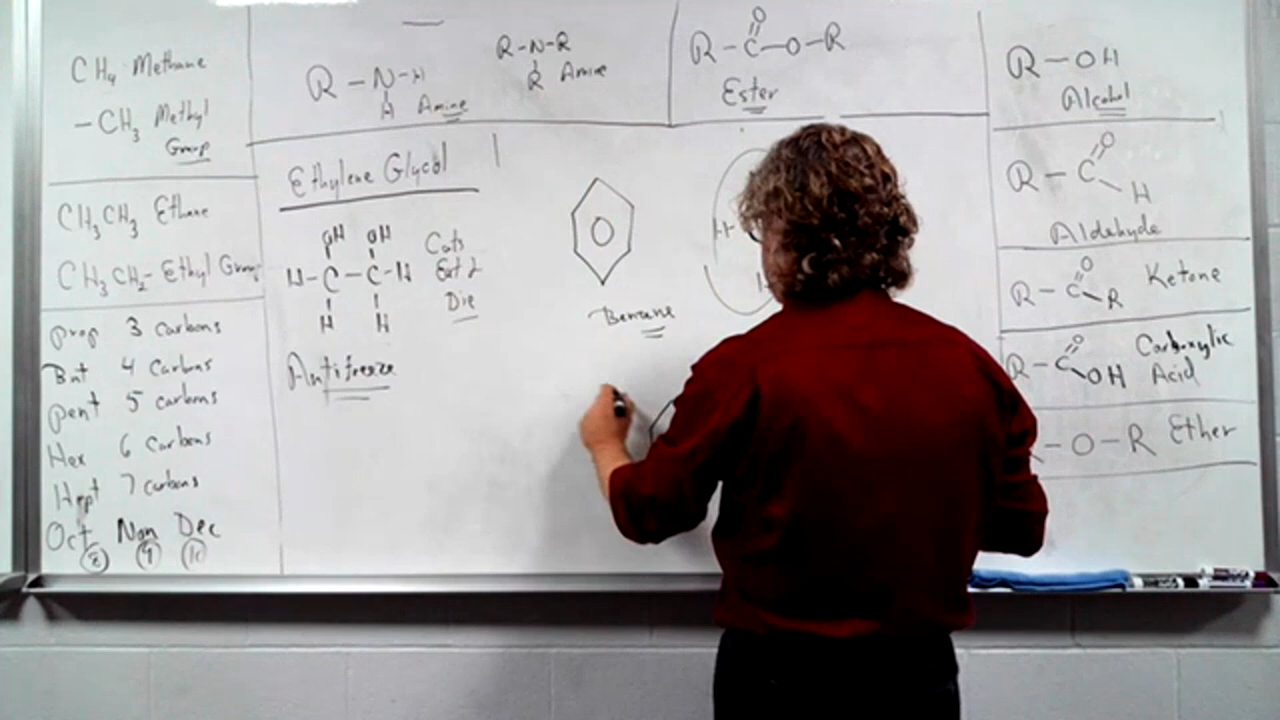 CH4 Methane
-CH3 Methyl
Group
CH3CH3 Ethane
CH3CH2- Ethyl Group
prop 3 carbons
But 4 carbons
pent 5 carbons
Hex 6 carbons
Hept 7 carbons
Oct Non Dec
8 9 10
R-N-H
H Amine
R-N-R
R Amine
O
R-C-O-R
Ester
Ethylene Glycol
OH OH
H-C-C-H
H H
Cats
Eat it
Die
Antifreeze
Benzene
H
R-OH
Alcohol
O
R-C
H
Aldehyde
O
R-C R Ketone
O
R-C OH Carboxylic
Acid
-O-R Ether